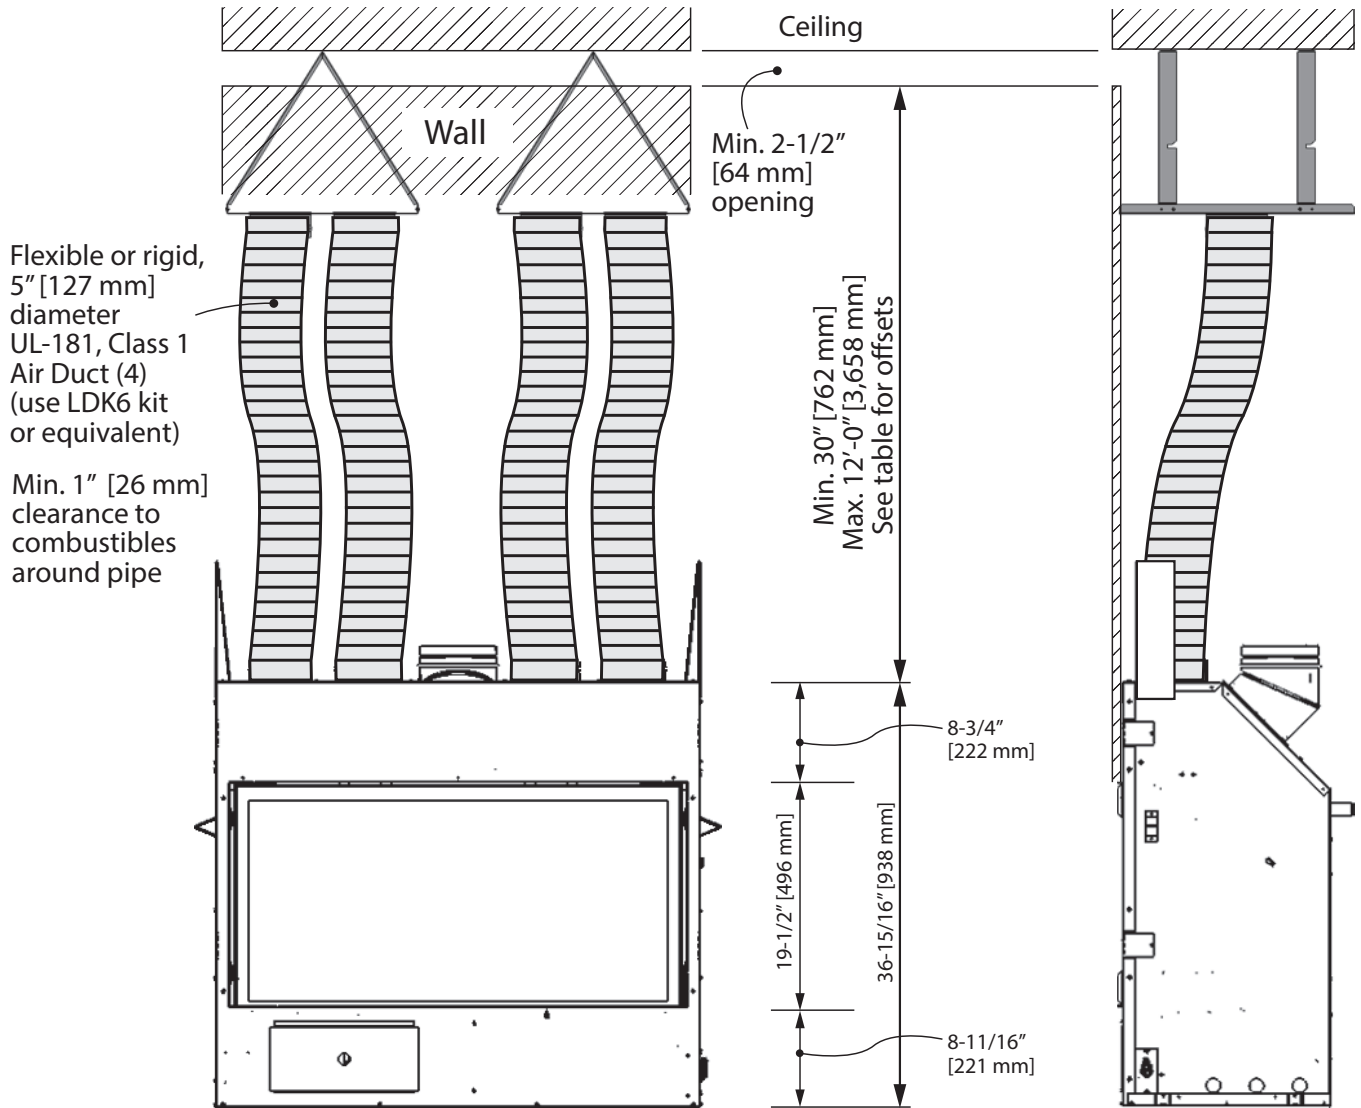 Ceiling
Wall
Min. 2-1/2"
[64 mm]
opening
Flexible or rigid,
5" [127 mm]
diameter
UL-181, Class 1
Air Duct (4)
(use LDK6 kit
or equivalent)
Min. 1" [26 mm]
clearance to
combustibles
around pipe
Min. 30" [762 mm]
Max. 12'-0" [3,658 mm]
See table for offsets
8-3/4"
[222 mm]
19-1/2" [496 mm]
36-15/16" [938 mm]
8-11/16"
[221 mm]